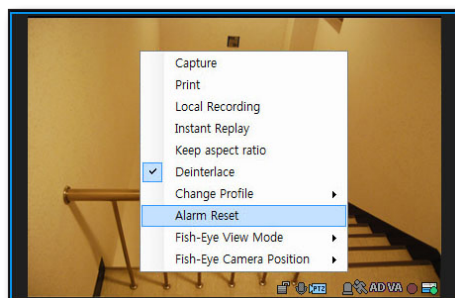 Capture
Print
Local Recording
Instant Replay
Keep aspect ratio
Deinterlace
Change Profile
Alarm Reset
Fish-Eye View Mode
Fish-Eye Camera Position
PTZ AD VA